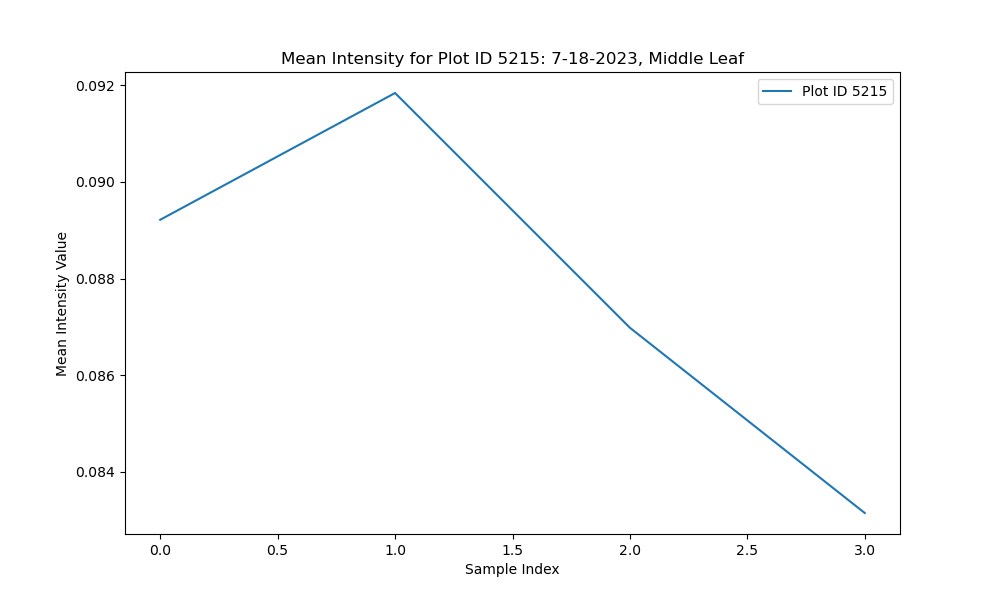 Mean Intensity for Plot ID 5215: 7-18-2023, Middle Leaf
Plot ID 5215
Mean Intensity Value
0.092
0.090
0.088
0.086
0.084
0.0 0.5 1.0 1.5 2.0 2.5 3.0
Sample Index